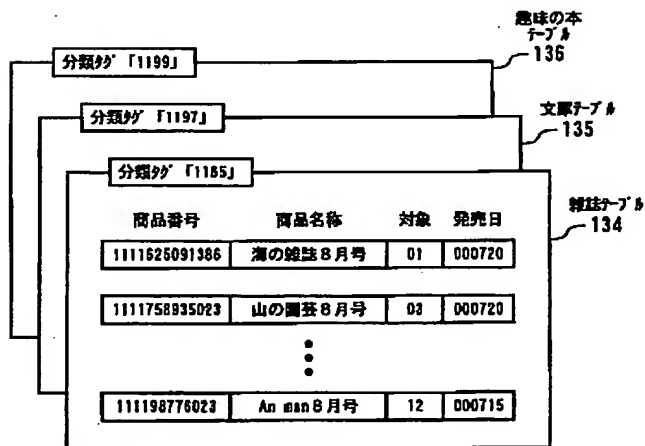 趣味の本
テーブル
136
分類タグ「1199」
文庫テーブル
135
分類タグ「1197」
分類タグ「1185」
雑誌テーブル
134
商品番号 商品名称 対象 発売日
1111625091386 海の雑誌8月号 01 000720
1111758935023 山の園芸8月号 03 000720
111198776023 An man8月号 12 000715